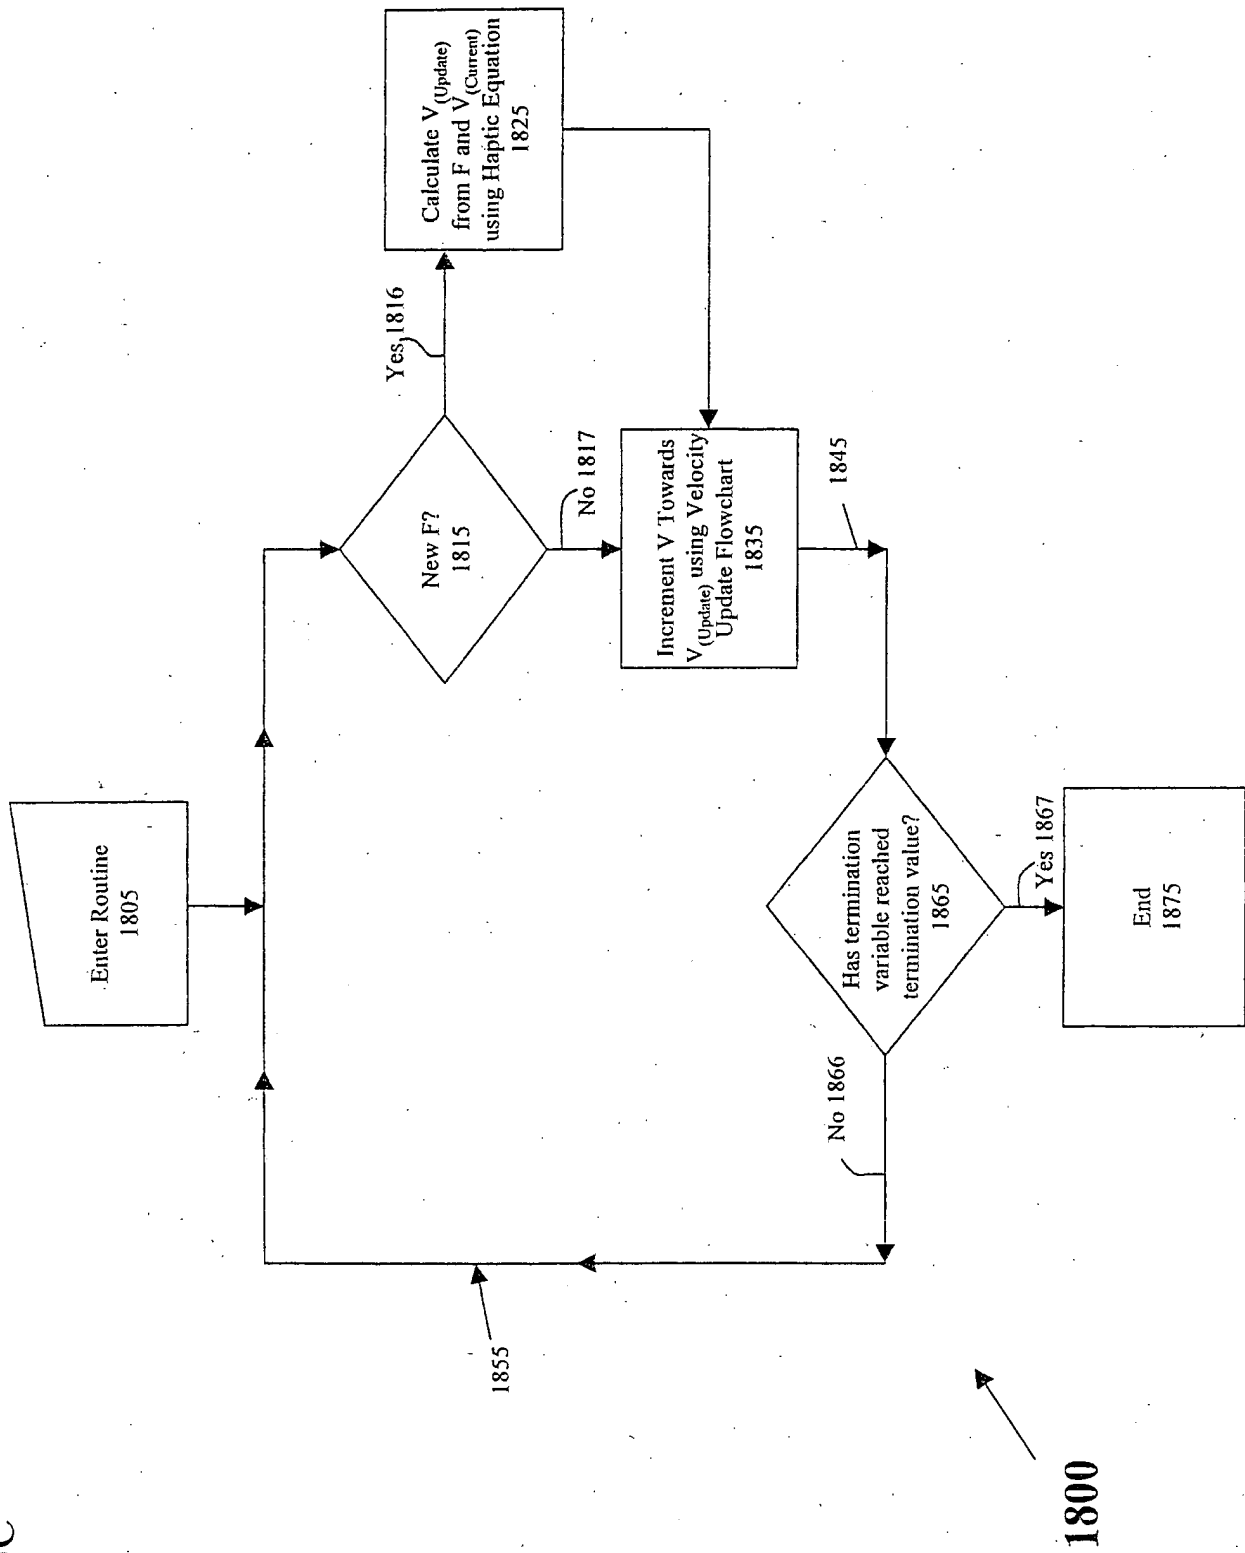 Enter Routine
1805
New F?
1815
Yes 1816
Calculate V(Update)
from F and V(Current)
using Haptic Equation
1825
No 1817
Increment V Towards
V(Update) using Velocity
Update Flowchart
1835
1845
Has termination
variable reached
termination value?
1865
No 1866
Yes 1867
End
1875
1855
1800